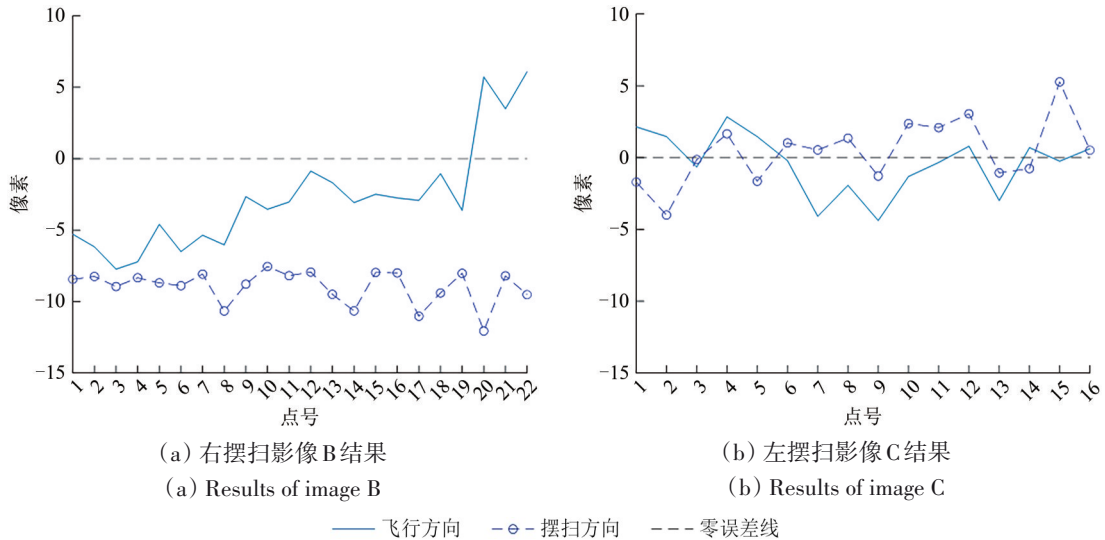 10
5
0
−5
−10
−15
像素
1 2 3 4 5 6 7 8 9 10 11 12 13 14 15 16 17 18 19 20 21 22
点号
(a) 右摆扫影像B结果
(a) Results of image B
10
5
0
−5
−10
−15
像素
1 2 3 4 5 6 7 8 9 10 11 12 13 14 15 16
点号
(b) 左摆扫影像C结果
(b) Results of image C
飞行方向 摆扫方向 零误差线